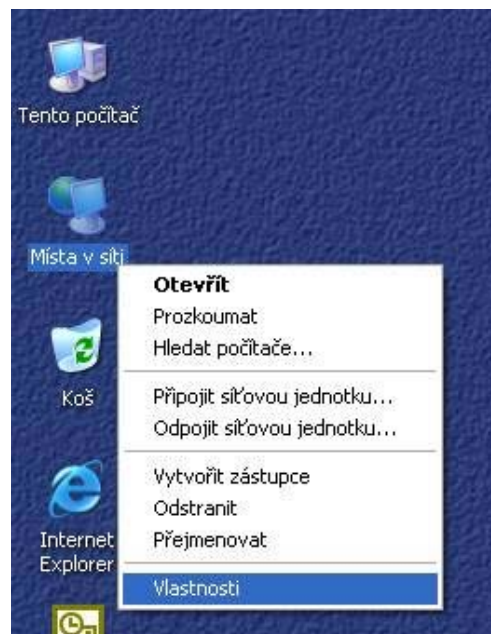 Tento počítač
Místa v síti
Otevřít
Prozkoumat
Hledat počítače...
Připojit síťovou jednotku...
Odpojit síťovou jednotku...
Vytvořit zástupce
Odstranit
Přejmenovat
Vlastnosti
Koš
Internet
Explorer